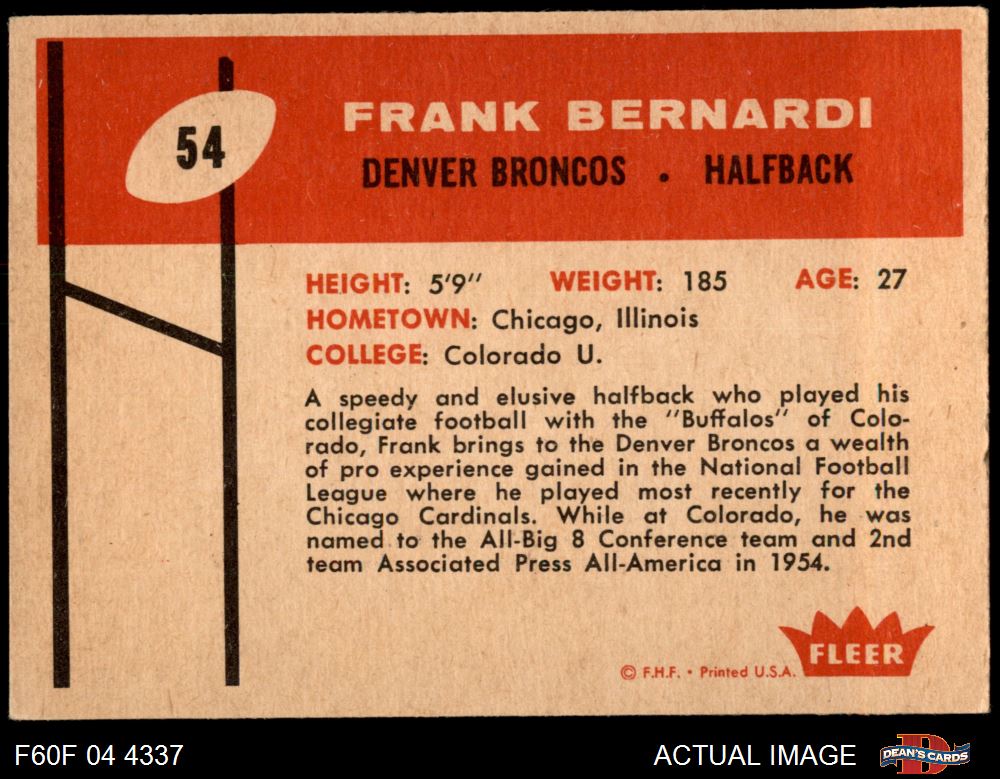 54
FRANK BERNARDI
DENVER BRONCOS • HALFBACK
HEIGHT: 5'9" WEIGHT: 185 AGE: 27
HOMETOWN: Chicago, Illinois
COLLEGE: Colorado U.
A speedy and elusive halfback who played his
collegiate football with the "Buffalos" of Colo-
rado, Frank brings to the Denver Broncos a wealth
of pro experience gained in the National Football
League where he played most recently for the
Chicago Cardinals. While at Colorado, he was
named to the All-Big 8 Conference team and 2nd
team Associated Press All-America in 1954.
FLEER
© F.H.F. • Printed U.S.A.
F60F 04 4337
ACTUAL IMAGE
D
DEAN'S CARDS